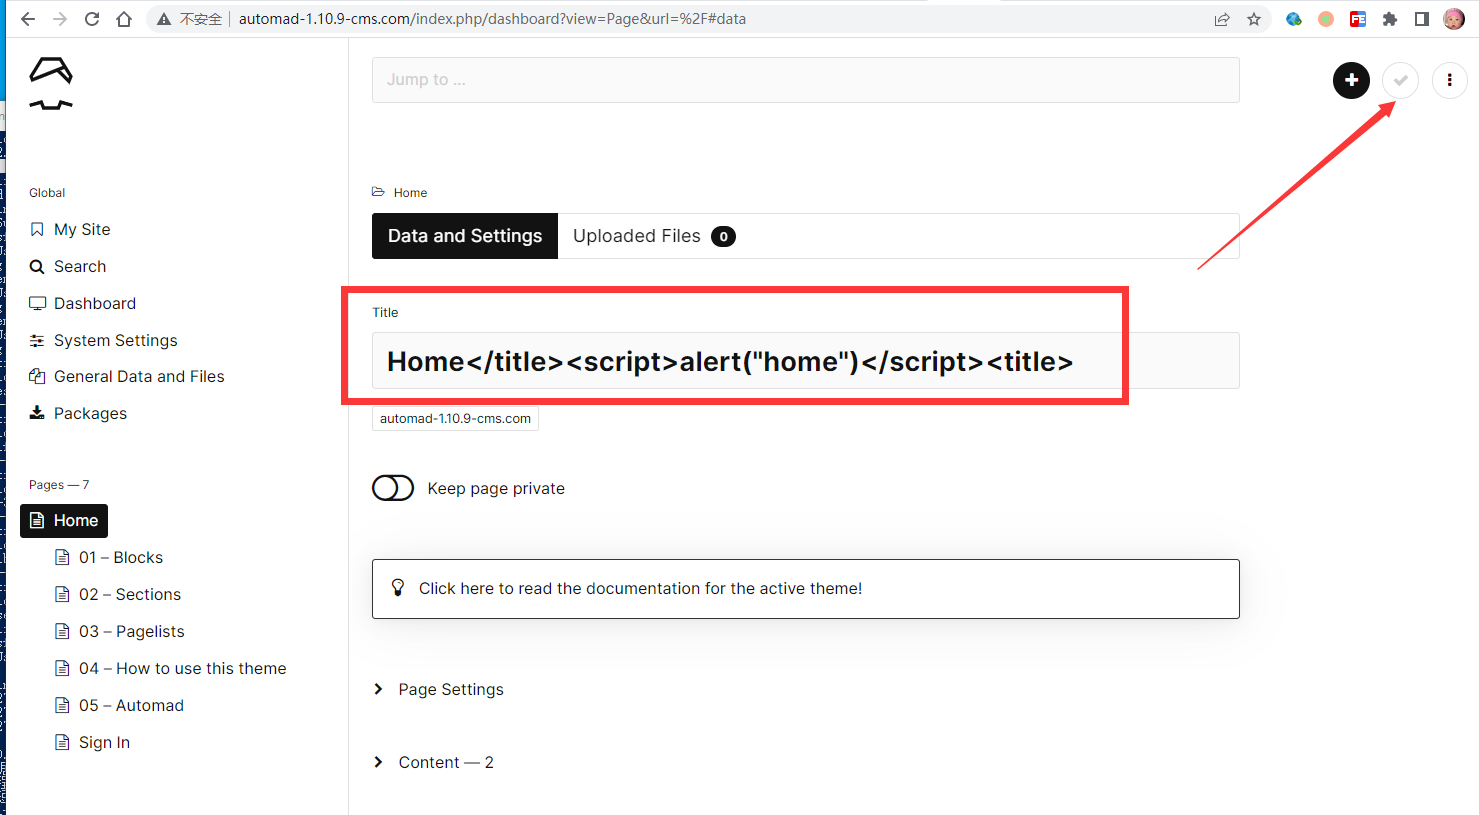 不安全
automad-1.10.9-cms.com/index.php/dashboard?view=Page&url=%2F#data
Jump to ...
Global
My Site
Search
Dashboard
System Settings
General Data and Files
Packages
Pages — 7
Home
01 – Blocks
02 – Sections
03 – Pagelists
04 – How to use this theme
05 – Automad
Sign In
Home
Data and Settings
Uploaded Files 0
Title
Home</title><script>alert("home")</script><title>
automad-1.10.9-cms.com
Keep page private
Click here to read the documentation for the active theme!
Page Settings
Content — 2